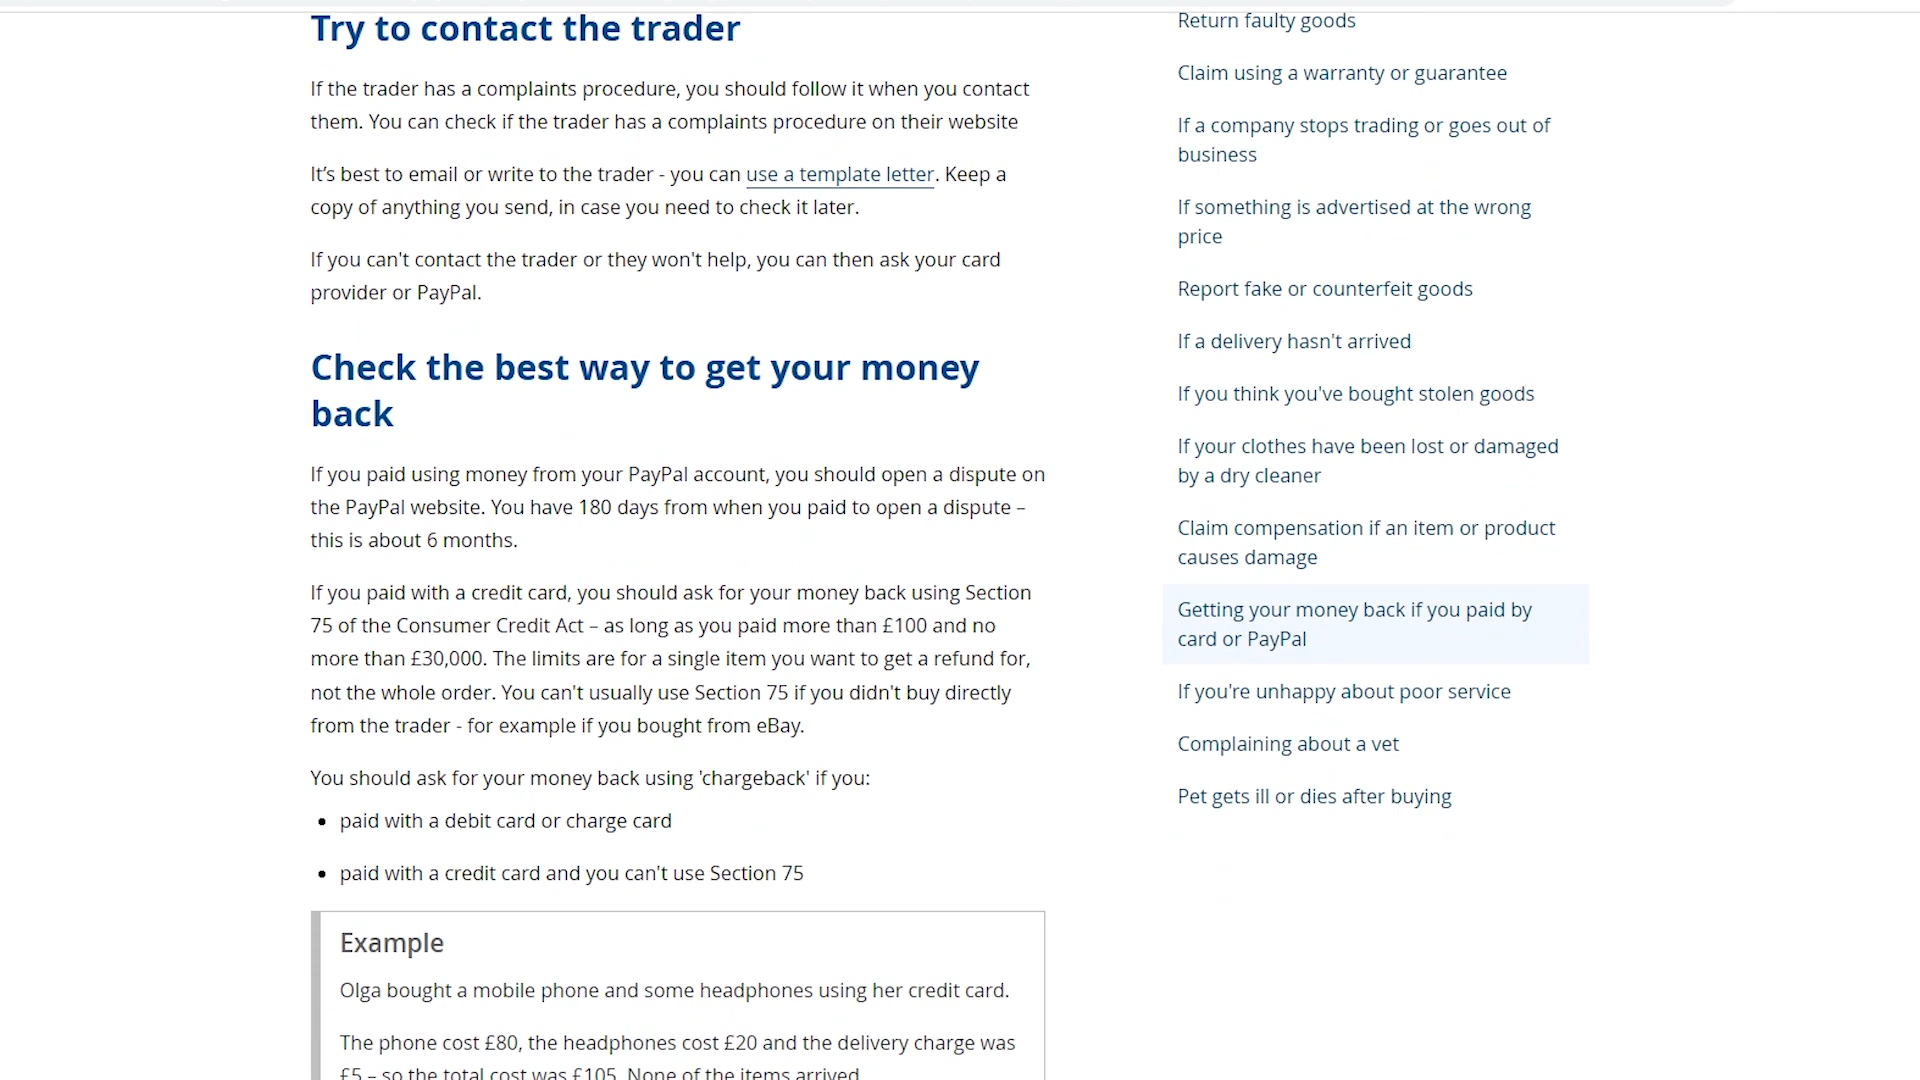 Try to contact the trader
If the trader has a complaints procedure, you should follow it when you contact
them. You can check if the trader has a complaints procedure on their website
It’s best to email or write to the trader - you can use a template letter. Keep a
copy of anything you send, in case you need to check it later.
If you can't contact the trader or they won't help, you can then ask your card
provider or PayPal.
Check the best way to get your money
back
If you paid using money from your PayPal account, you should open a dispute on
the PayPal website. You have 180 days from when you paid to open a dispute –
this is about 6 months.
If you paid with a credit card, you should ask for your money back using Section
75 of the Consumer Credit Act – as long as you paid more than £100 and no
more than £30,000. The limits are for a single item you want to get a refund for,
not the whole order. You can't usually use Section 75 if you didn't buy directly
from the trader - for example if you bought from eBay.
You should ask for your money back using 'chargeback' if you:
• paid with a debit card or charge card
• paid with a credit card and you can't use Section 75
Example
Olga bought a mobile phone and some headphones using her credit card.
The phone cost £80, the headphones cost £20 and the delivery charge was
£5 – so the total cost was £105. None of the items arrived.
Return faulty goods
Claim using a warranty or guarantee
If a company stops trading or goes out of
business
If something is advertised at the wrong
price
Report fake or counterfeit goods
If a delivery hasn't arrived
If you think you've bought stolen goods
If your clothes have been lost or damaged
by a dry cleaner
Claim compensation if an item or product
causes damage
Getting your money back if you paid by
card or PayPal
If you're unhappy about poor service
Complaining about a vet
Pet gets ill or dies after buying